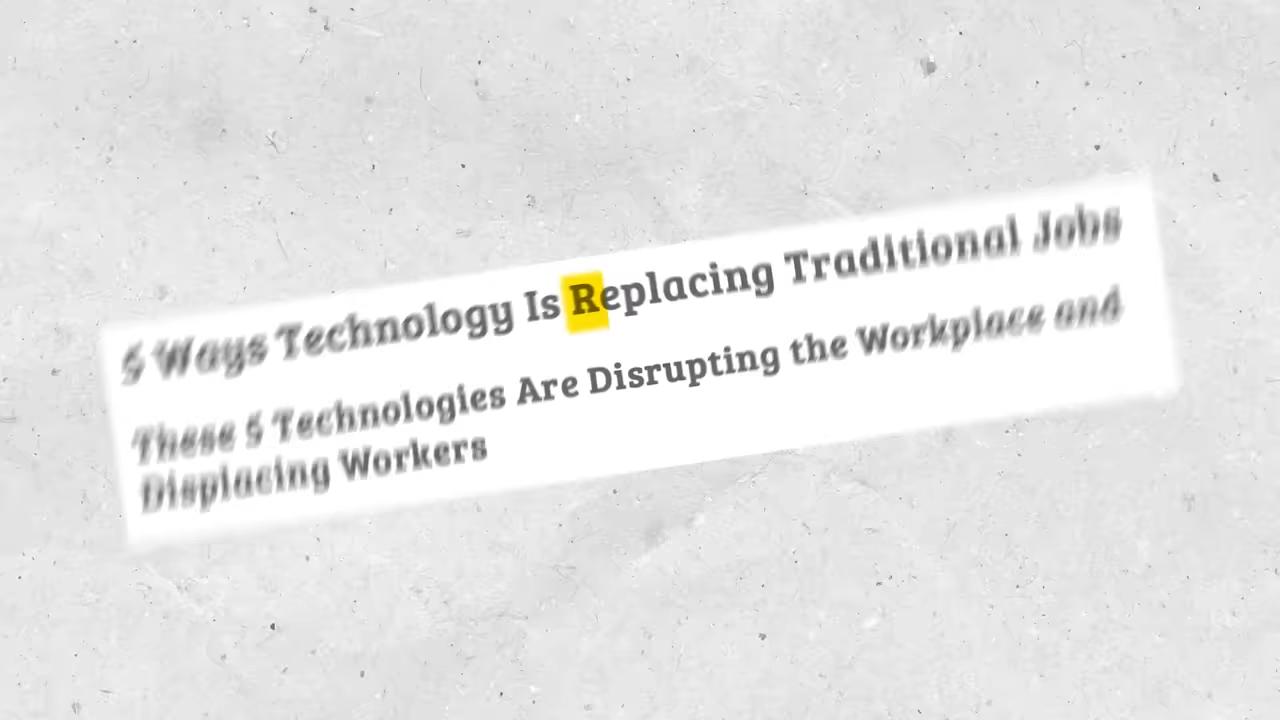 5 Ways Technology Is Replacing Traditional Jobs
These 5 Technologies Are Disrupting the Workplace and
Displacing Workers